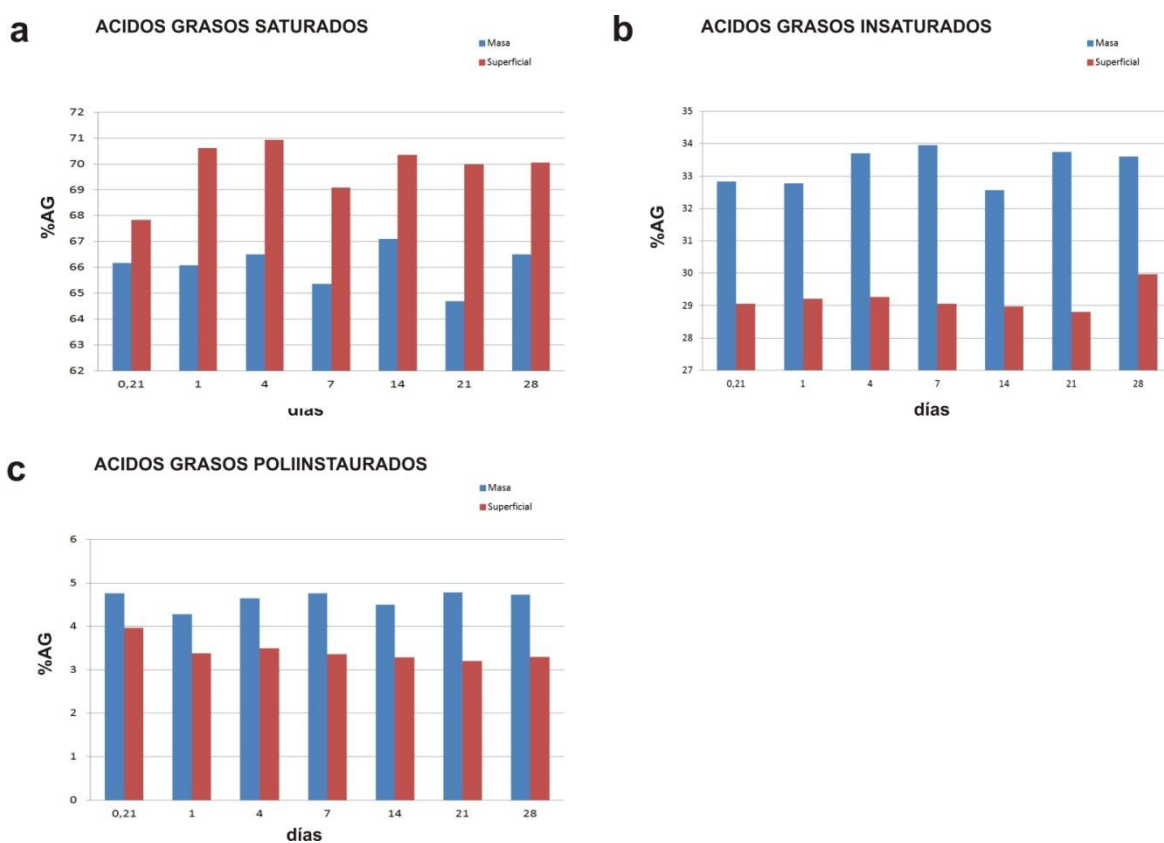 a
ACIDOS GRASOS SATURADOS
Masa
Superficial
%AG
72
71
70
69
68
67
66
65
64
63
62
0,21 1 4 7 14 21 28
días
b
ACIDOS GRASOS INSATURADOS
Masa
Superficial
%AG
35
34
33
32
31
30
29
28
27
0,21 1 4 7 14 21 28
días
c
ACIDOS GRASOS POLIINSTAURADOS
Masa
Superficial
%AG
6
5
4
3
2
1
0
0,21 1 4 7 14 21 28
días